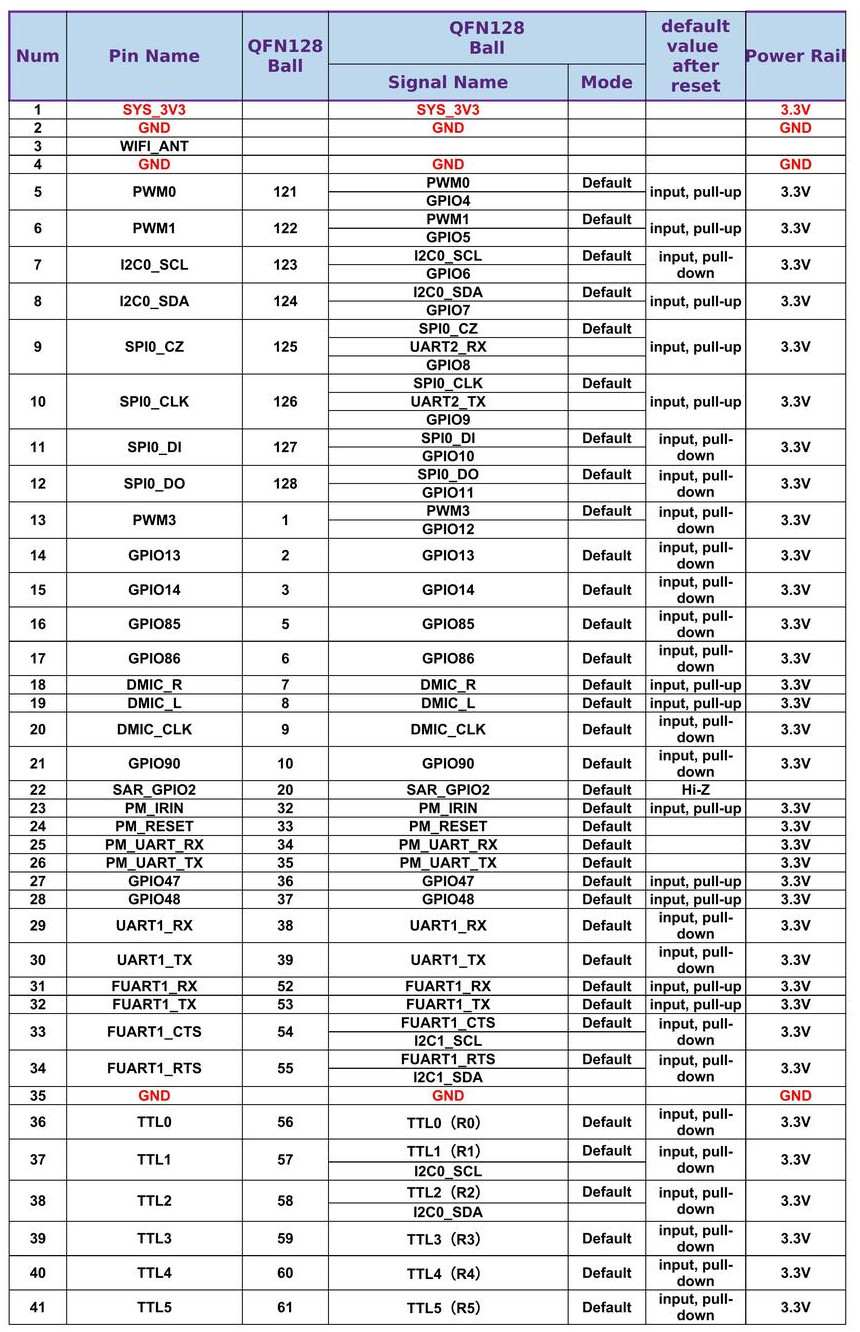 Num Pin Name QFN128 Ball QFN128 Ball default value after reset Power Rail
Signal Name Mode
1 SYS_3V3 SYS_3V3 3.3V
2 GND GND GND
3 WIFI_ANT
4 GND GND GND
5 PWM0 121 PWM0 Default input, pull-up 3.3V
GPIO4
6 PWM1 122 PWM1 Default input, pull-up 3.3V
GPIO5
7 I2C0_SCL 123 I2C0_SCL Default input, pull-down 3.3V
GPIO6
8 I2C0_SDA 124 I2C0_SDA Default input, pull-up 3.3V
GPIO7
9 SPI0_CZ 125 SPI0_CZ Default input, pull-up 3.3V
UART2_RX
GPIO8
10 SPI0_CLK 126 SPI0_CLK Default input, pull-up 3.3V
UART2_TX
GPIO9
11 SPI0_DI 127 SPI0_DI Default input, pull-down 3.3V
GPIO10
12 SPI0_DO 128 SPI0_DO Default input, pull-down 3.3V
GPIO11
13 PWM3 1 PWM3 Default input, pull-down 3.3V
GPIO12
14 GPIO13 2 GPIO13 Default input, pull-down 3.3V
15 GPIO14 3 GPIO14 Default input, pull-down 3.3V
16 GPIO85 5 GPIO85 Default input, pull-down 3.3V
17 GPIO86 6 GPIO86 Default input, pull-down 3.3V
18 DMIC_R 7 DMIC_R Default input, pull-up 3.3V
19 DMIC_L 8 DMIC_L Default input, pull-up 3.3V
20 DMIC_CLK 9 DMIC_CLK Default input, pull-down 3.3V
21 GPIO90 10 GPIO90 Default input, pull-down 3.3V
22 SAR_GPIO2 20 SAR_GPIO2 Default Hi-Z
23 PM_IRIN 32 PM_IRIN Default input, pull-up 3.3V
24 PM_RESET 33 PM_RESET Default 3.3V
25 PM_UART_RX 34 PM_UART_RX Default 3.3V
26 PM_UART_TX 35 PM_UART_TX Default 3.3V
27 GPIO47 36 GPIO47 Default input, pull-up 3.3V
28 GPIO48 37 GPIO48 Default input, pull-up 3.3V
29 UART1_RX 38 UART1_RX Default input, pull-down 3.3V
30 UART1_TX 39 UART1_TX Default input, pull-down 3.3V
31 FUART1_RX 52 FUART1_RX Default input, pull-up 3.3V
32 FUART1_TX 53 FUART1_TX Default input, pull-up 3.3V
33 FUART1_CTS 54 FUART1_CTS Default input, pull-down 3.3V
I2C1_SCL
34 FUART1_RTS 55 FUART1_RTS Default input, pull-down 3.3V
I2C1_SDA
35 GND GND GND
36 TTL0 56 TTL0（R0） Default input, pull-down 3.3V
37 TTL1 57 TTL1（R1） Default input, pull-down 3.3V
I2C0_SCL
38 TTL2 58 TTL2（R2） Default input, pull-down 3.3V
I2C0_SDA
39 TTL3 59 TTL3（R3） Default input, pull-down 3.3V
40 TTL4 60 TTL4（R4） Default input, pull-down 3.3V
41 TTL5 61 TTL5（R5） Default input, pull-down 3.3V